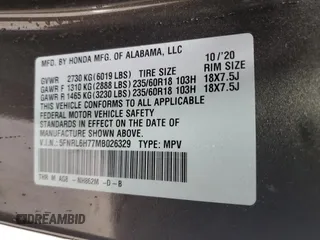 MFD. BY HONDA MFG. OF ALABAMA, LLC 10/'20
GVWR 2730 KG(6019 LBS) TIRE SIZE RIM SIZE
GAWR F 1310 KG(2888 LBS)235/60R18 103H 18X7.5J
GAWR R 1465 KG(3230 LBS)235/60R18 103H 18X7.5J
THIS VEHICLE CONFORMS TO ALL APPLICABLE
FEDERAL MOTOR VEHICLE SAFETY AND
THEFT PREVENTION STANDARDS IN EFFECT ON
THE DATE OF MANUFACTURE SHOWN ABOVE.
V.I.N.: 5FNRL6H77MB026329 TYPE: MPV
DREAMBID